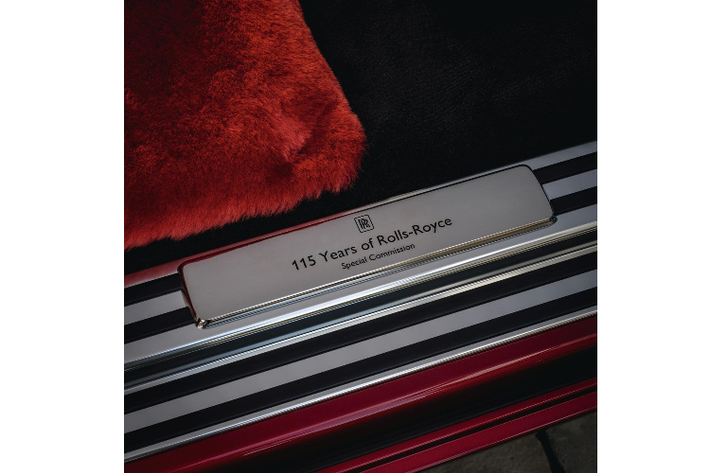 RR
115 Years of Rolls-Royce
Special Commission